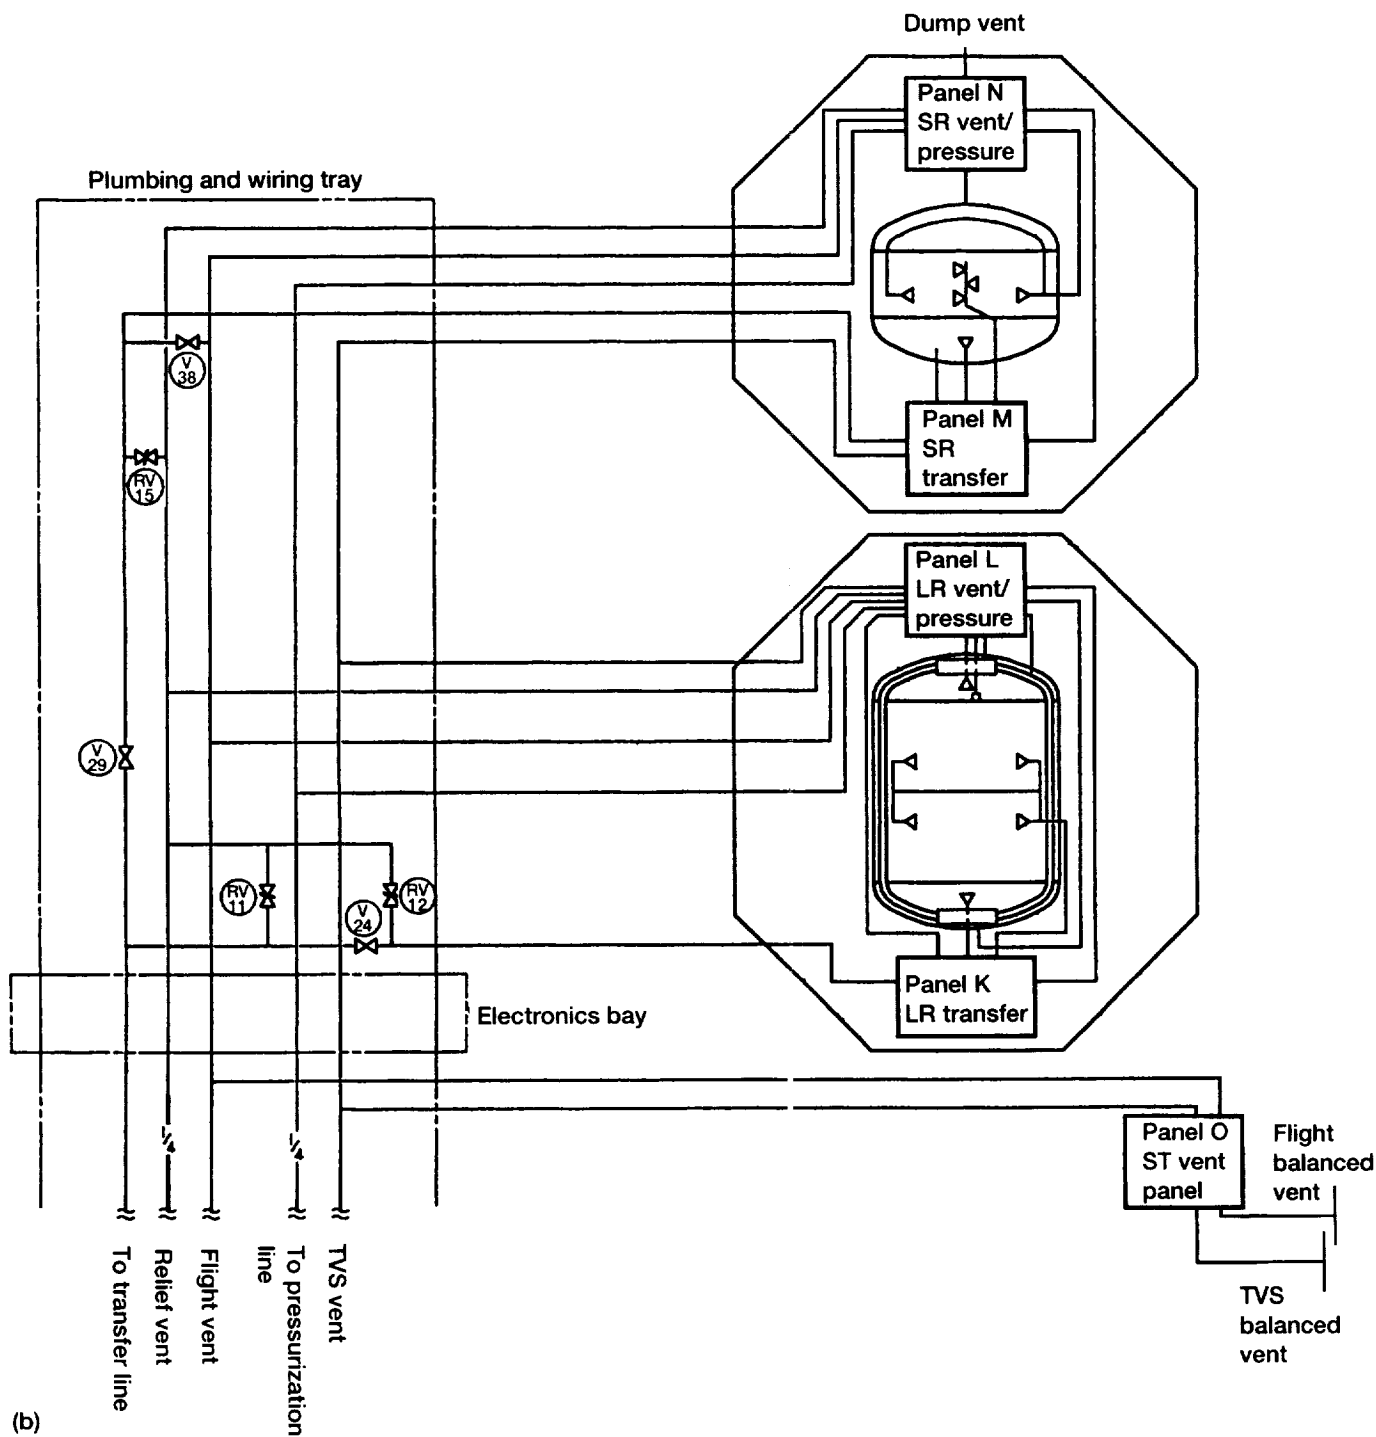 Dump vent
Panel N
SR vent/
pressure
Plumbing and wiring tray
V
38
Panel M
SR
transfer
RV
15
Panel L
LR vent/
pressure
V
29
RV
11
RV
12
V
24
Panel K
LR transfer
Electronics bay
Panel O
ST vent
panel
Flight
balanced
vent
1/4
1/4
To transfer line
Relief vent
Flight vent
To pressurization
line
TVS vent
TVS
balanced
vent
(b)